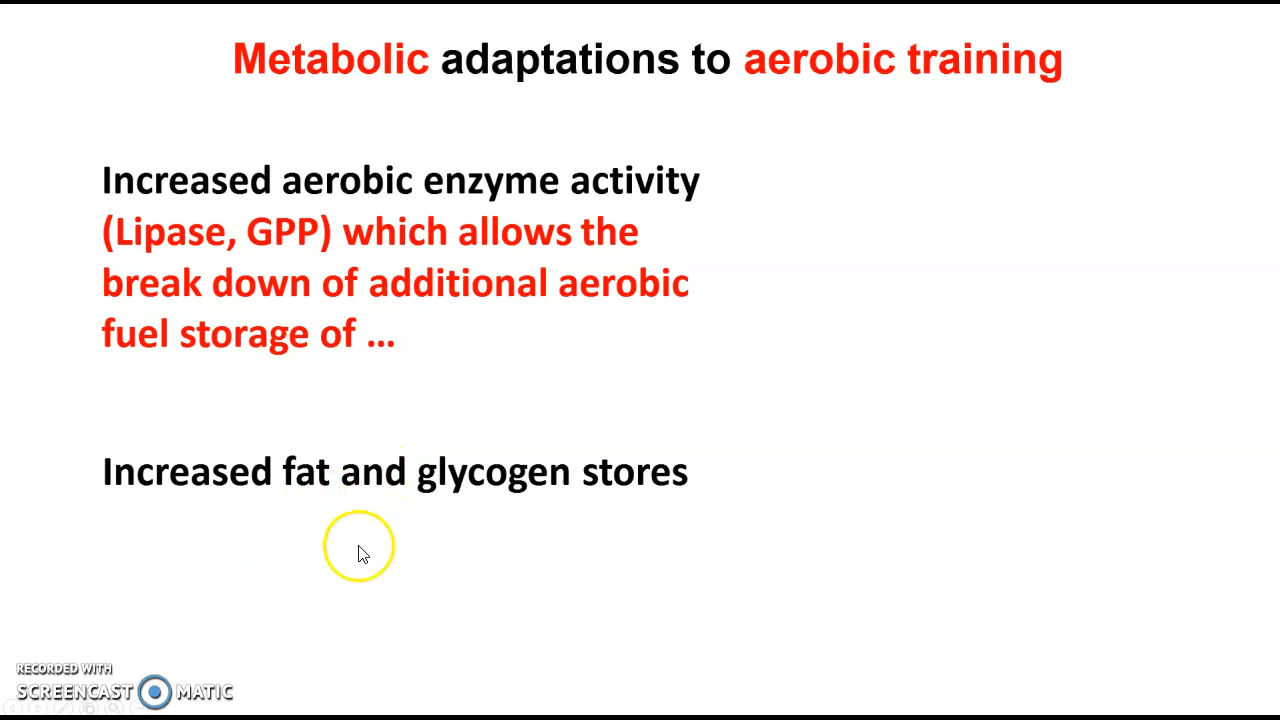 Metabolic adaptations to aerobic training
Increased aerobic enzyme activity
(Lipase, GPP) which allows the
break down of additional aerobic
fuel storage of ...
Increased fat and glycogen stores
RECORDED WITH
SCREENCAST MATIC